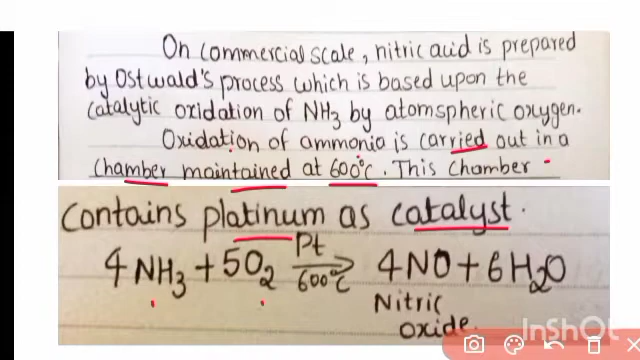 On commercial scale, nitric acid is prepared
by Ostwald's process which is based upon the
catalytic oxidation of NH₃ by atomspheric oxygen.
Oxidation of ammonia is carried out in a
chamber maintained at 600°C. This chamber
contains platinum as catalyst.
4NH₃ + 5O₂ Pt/600°C → 4NO + 6H₂O
Nitric
oxide.
InShOt